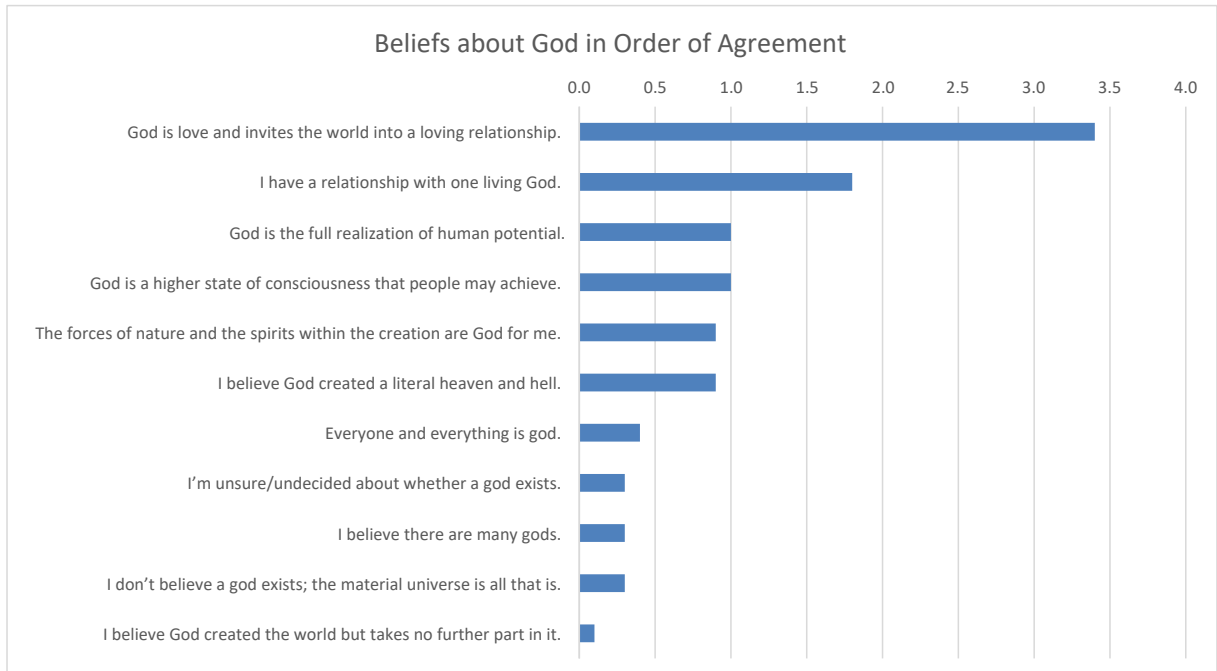 Beliefs about God in Order of Agreement
0.0 0.5 1.0 1.5 2.0 2.5 3.0 3.5 4.0
God is love and invites the world into a loving relationship.
I have a relationship with one living God.
God is the full realization of human potential.
God is a higher state of consciousness that people may achieve.
The forces of nature and the spirits within the creation are God for me.
I believe God created a literal heaven and hell.
Everyone and everything is god.
I’m unsure/undecided about whether a god exists.
I believe there are many gods.
I don’t believe a god exists; the material universe is all that is.
I believe God created the world but takes no further part in it.